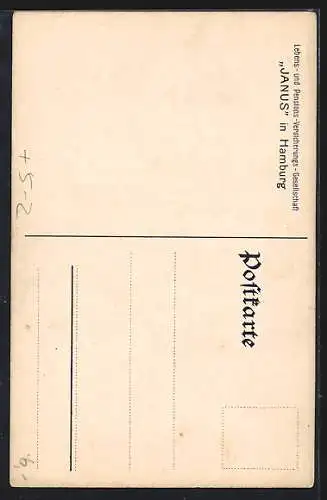 Lebens- und Pensions-Versicherungs-Gesellschaft
„JANUS" in Hamburg
Postkarte